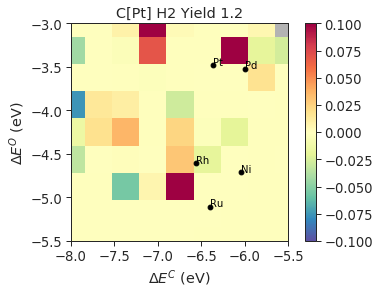 C[Pt] H2 Yield 1.2
−3.0
−3.5
−4.0
−4.5
−5.0
−5.5
ΔE^O (eV)
Pt
Pd
Rh
Ni
Ru
−8.0 −7.5 −7.0 −6.5 −6.0 −5.5
ΔE^C (eV)
0.100
0.075
0.050
0.025
0.000
−0.025
−0.050
−0.075
−0.100